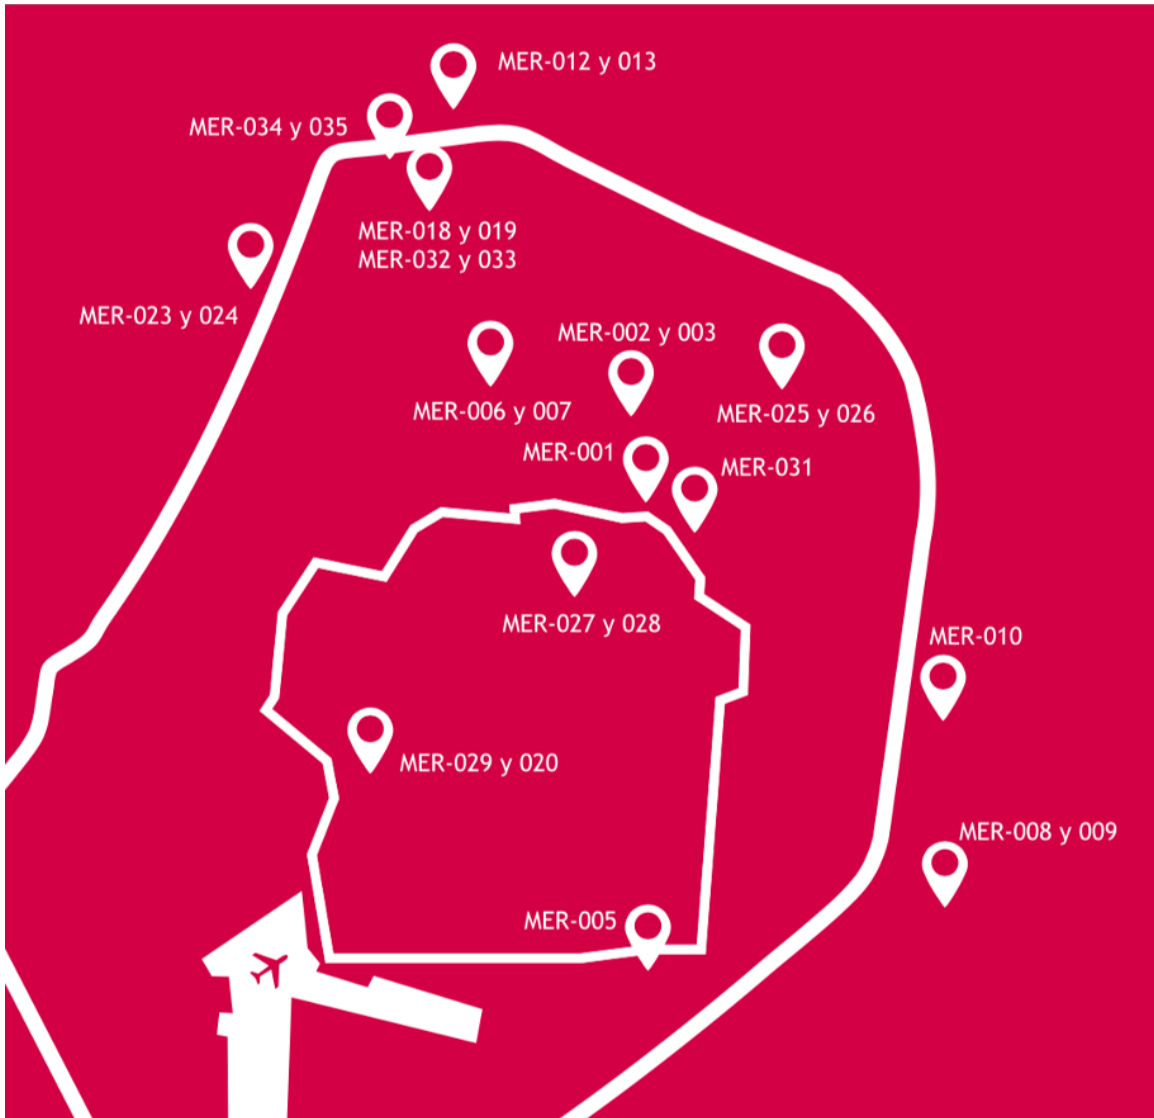 MER-012 y 013
MER-034 y 035
MER-018 y 019
MER-032 y 033
MER-023 y 024
MER-002 y 003
MER-006 y 007
MER-025 y 026
MER-001
MER-031
MER-027 y 028
MER-010
MER-029 y 020
MER-008 y 009
MER-005